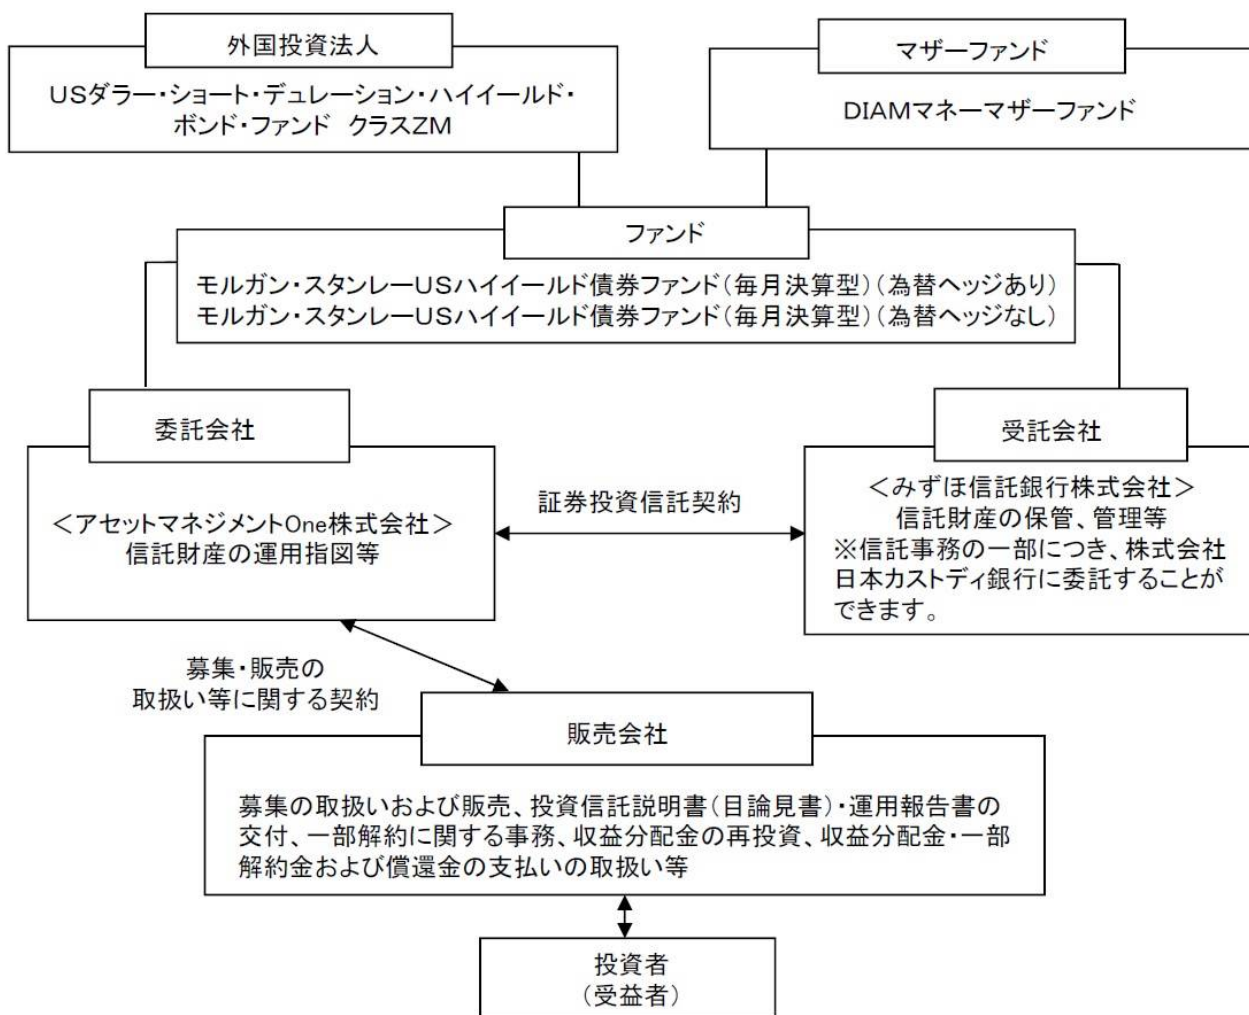 外国投資法人
USダラー・ショート・デュレーション・ハイイールド・
ボンド・ファンド クラスZM
マザーファンド
DIAMマネーマザーファンド
ファンド
モルガン・スタンレーUSハイイールド債券ファンド(毎月決算型)(為替ヘッジあり)
モルガン・スタンレーUSハイイールド債券ファンド(毎月決算型)(為替ヘッジなし)
委託会社
<アセットマネジメントOne株式会社>
信託財産の運用指図等
証券投資信託契約
受託会社
<みずほ信託銀行株式会社>
信託財産の保管、管理等
※信託事務の一部につき、株式会社
日本カストディ銀行に委託することが
できます。
募集・販売の
取扱い等に関する契約
販売会社
募集の取扱いおよび販売、投資信託説明書(目論見書)・運用報告書の
交付、一部解約に関する事務、収益分配金の再投資、収益分配金・一部
解約金および償還金の支払いの取扱い等
投資者
(受益者)